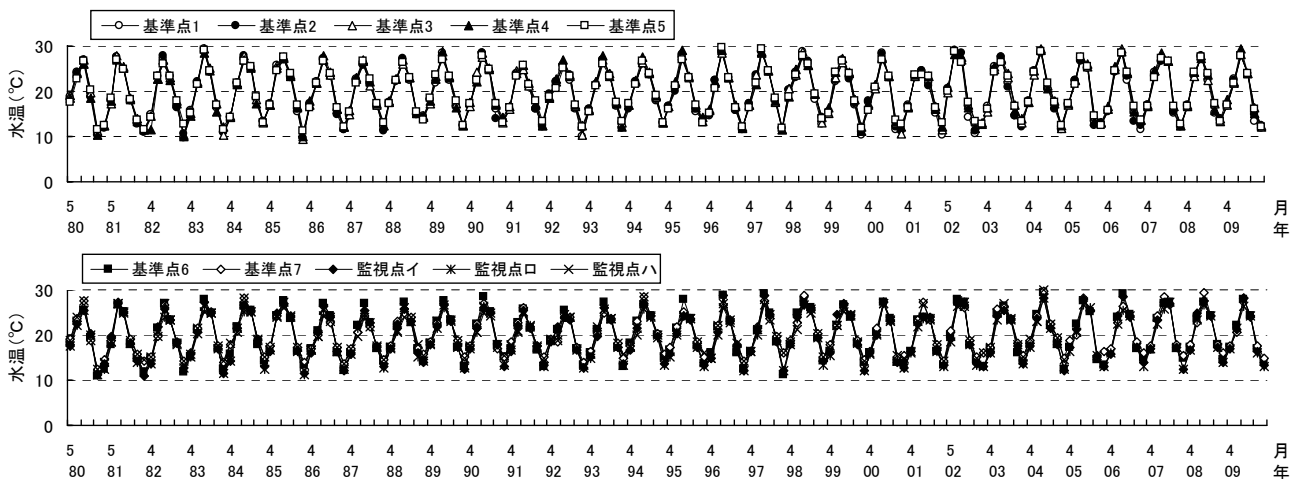 基準点1 基準点2 基準点3 基準点4 基準点5
30
20
10
0
水温(℃)
5 5 4 4 4 4 4 4 4 4 4 4 4 4 4 4 4 4 4 4 4 4 5 4 4 4 4 4 4 4 月
80 81 82 83 84 85 86 87 88 89 90 91 92 93 94 95 96 97 98 99 00 01 02 03 04 05 06 07 08 09 年
基準点6 基準点7 監視点イ 監視点ロ 監視点ハ
30
20
10
0
水温(℃)
5 5 4 4 4 4 4 4 4 4 4 4 4 4 4 4 4 4 4 4 4 4 5 4 4 4 4 4 4 4 月
80 81 82 83 84 85 86 87 88 89 90 91 92 93 94 95 96 97 98 99 00 01 02 03 04 05 06 07 08 09 年